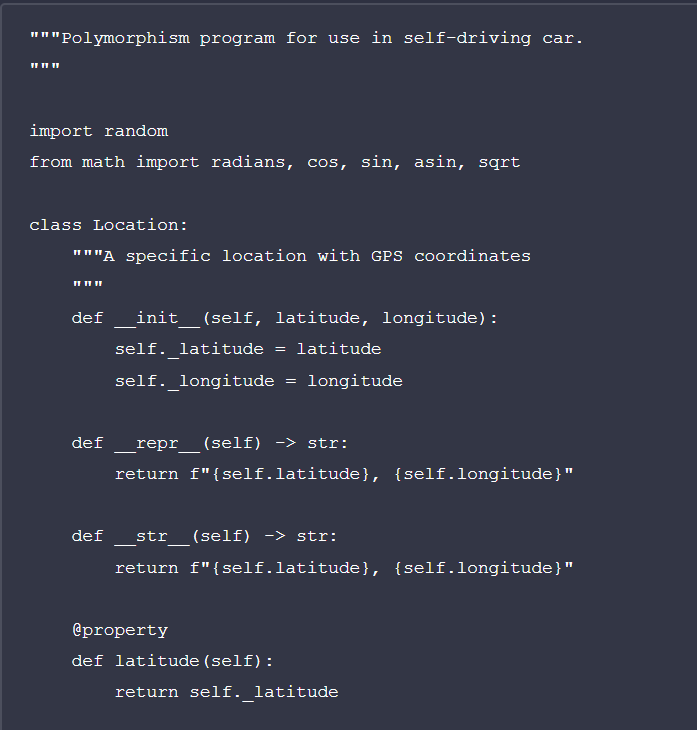 """Polymorphism program for use in self-driving car.
"""
import random
from math import radians, cos, sin, asin, sqrt
class Location:
    """A specific location with GPS coordinates
    """
    def __init__(self, latitude, longitude):
        self._latitude = latitude
        self._longitude = longitude
    def __repr__(self) -> str:
        return f"{self.latitude}, {self.longitude}"
    def __str__(self) -> str:
        return f"{self.latitude}, {self.longitude}"
    @property
    def latitude(self):
        return self._latitude